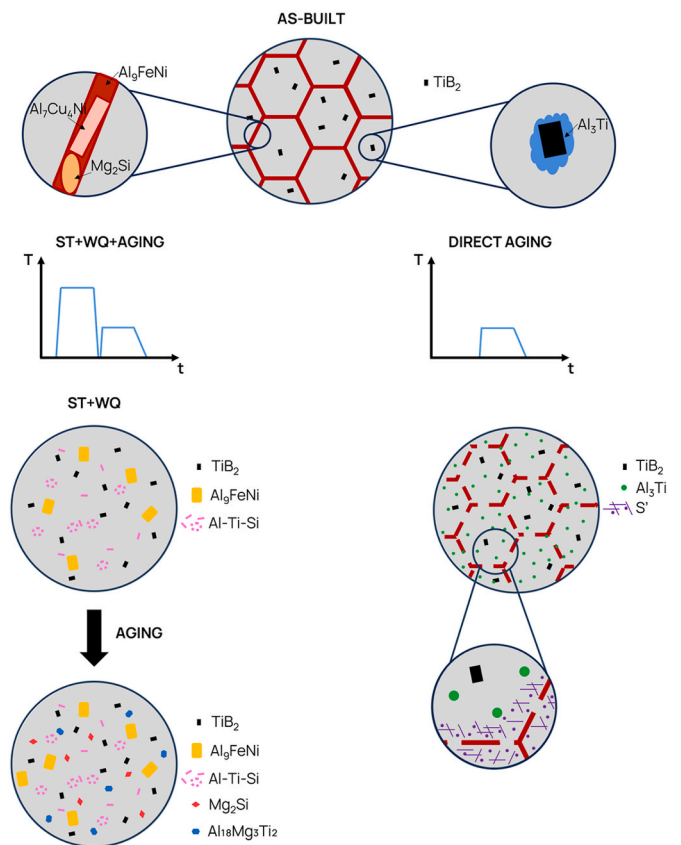 AS-BUILT
Al₉FeNi
Al₇Cu₄N
Mg₂Si
TiB₂
Al₃Ti
ST+WQ+AGING
T
t
DIRECT AGING
T
t
ST+WQ
TiB₂
Al₉FeNi
Al-Ti-Si
TiB₂
Al₃Ti
S'
AGING
TiB₂
Al₉FeNi
Al-Ti-Si
Mg₂Si
Al₁₈Mg₃Ti₂